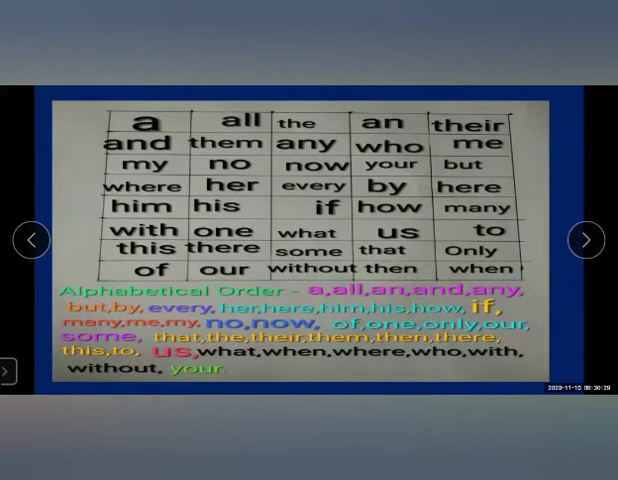 a all the an their
and them any who me
my no now your but
where her every by here
him his if how many
with one what us to
this there some that Only
of our without then when
Alphabetical Order - a,all,an,and,any,
but,by, every, her,here,him,his,how, if,
many,me,my, no,now, of,one,only,our,
some, that,the,their,them,then,there,
this,to, us,what,when,where,who,with,
without, your.
2020-11-10 09:30:29